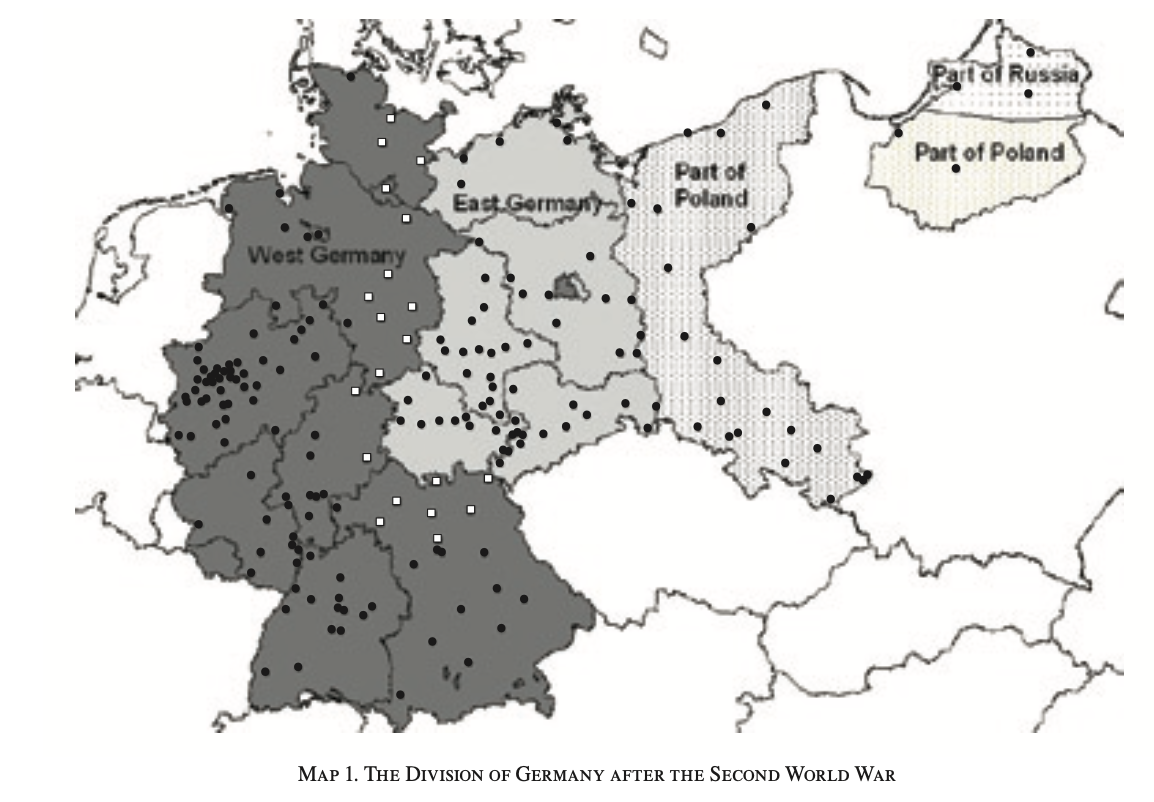 Part of Russia
Part of Poland
Part of
Poland
East Germany
West Germany
MAP 1. THE DIVISION OF GERMANY AFTER THE SECOND WORLD WAR